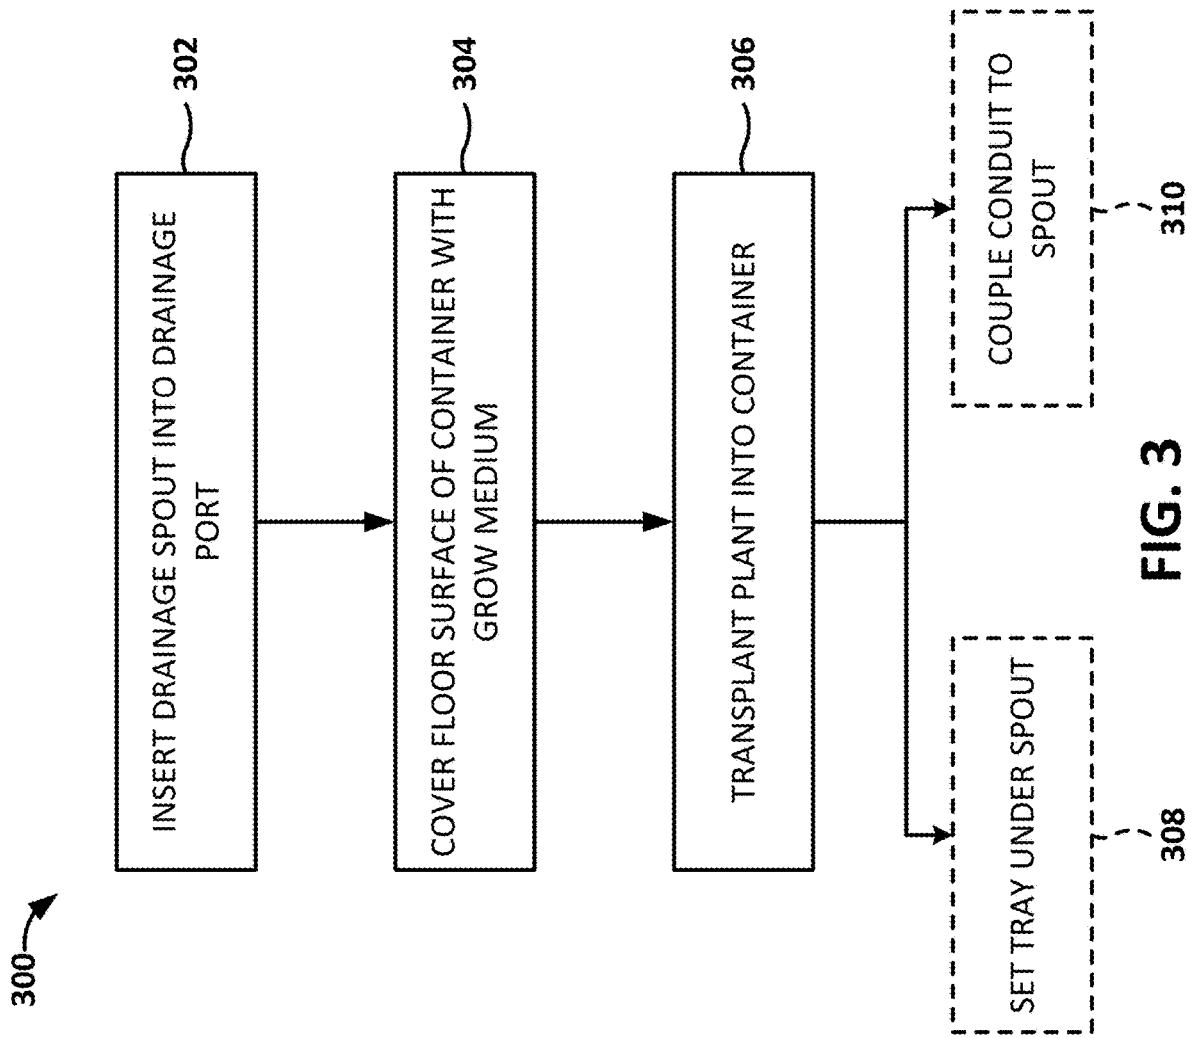 300
INSERT DRAINAGE SPOUT INTO DRAINAGE
PORT
302
COVER FLOOR SURFACE OF CONTAINER WITH
GROW MEDIUM
304
TRANSPLANT PLANT INTO CONTAINER
306
SET TRAY UNDER SPOUT
308
COUPLE CONDUIT TO
SPOUT
310
FIG. 3